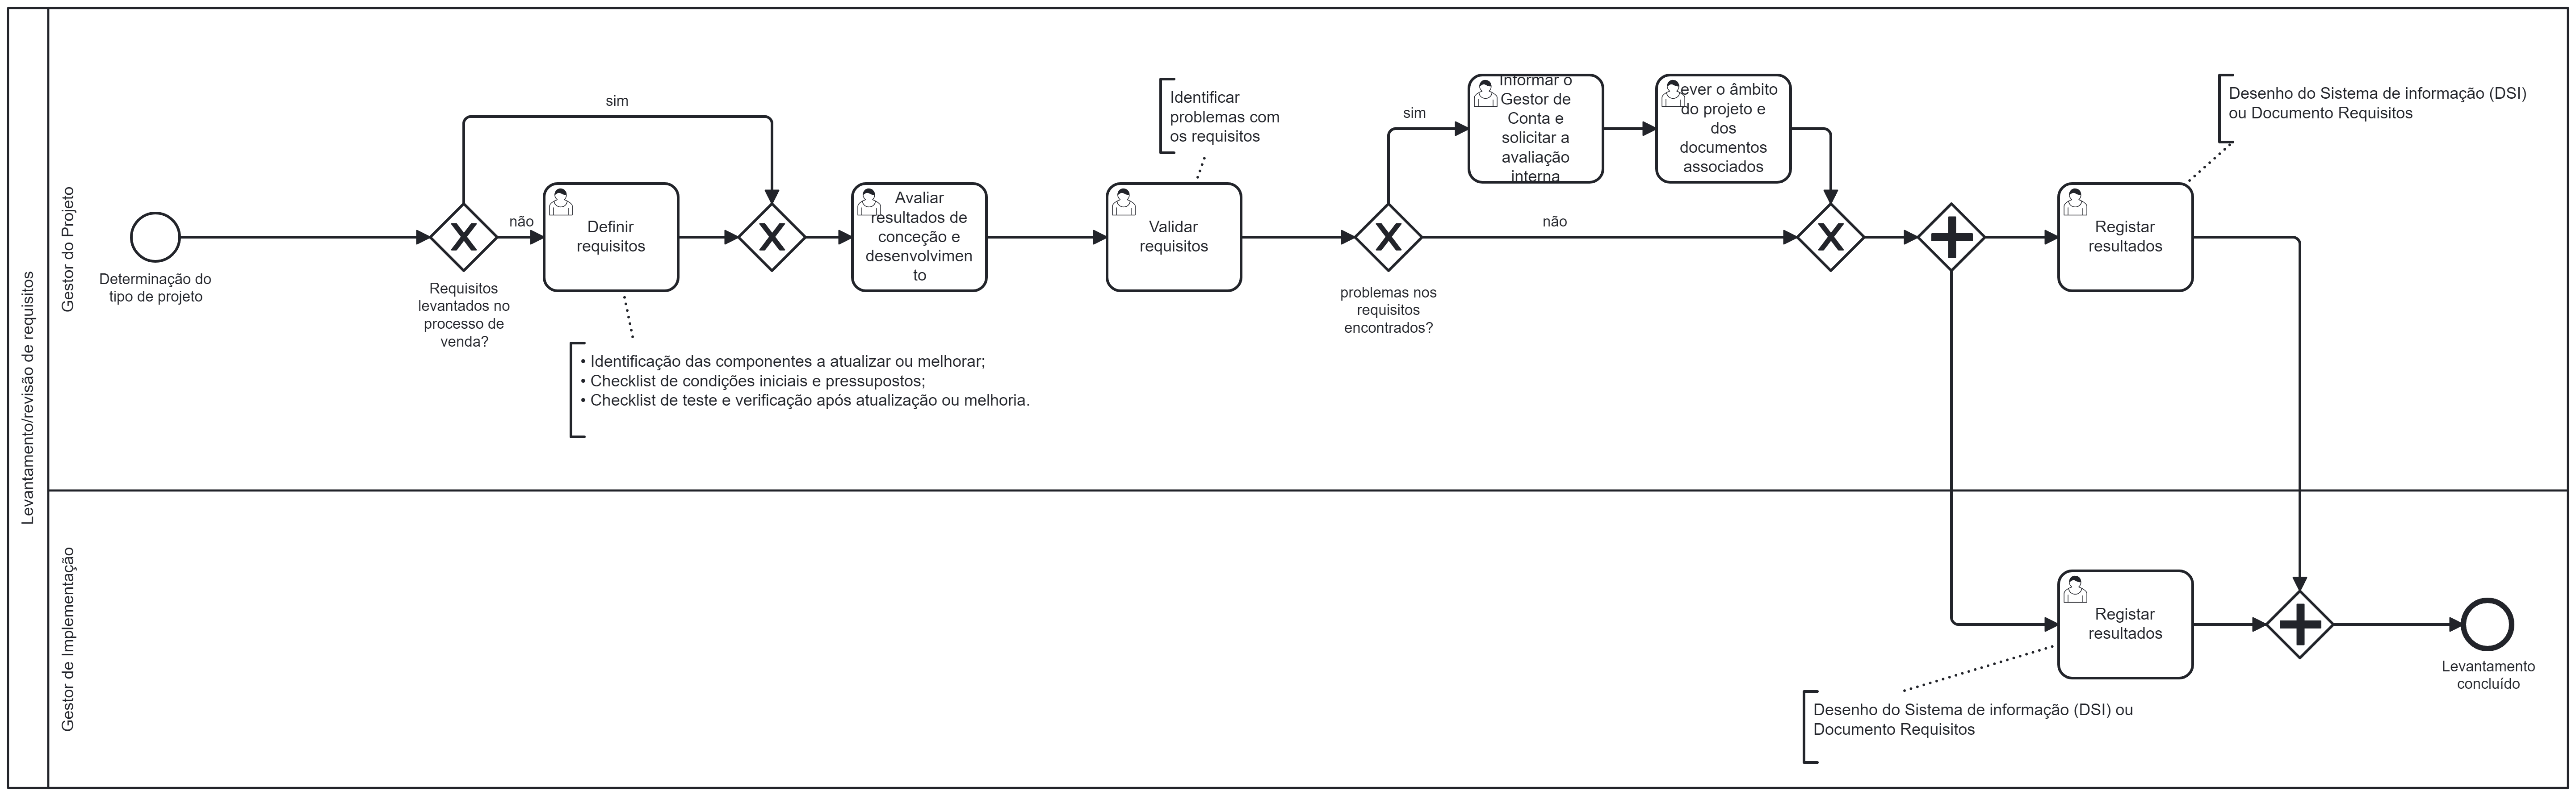 Levantamento/revisão de requisitos
Gestor do Projeto
Determinação do
tipo de projeto
Requisitos
levantados no
processo de
venda?
sim
não
Definir
requisitos
• Identificação das componentes a atualizar ou melhorar;
• Checklist de condições iniciais e pressupostos;
• Checklist de teste e verificação após atualização ou melhoria.
Avaliar
resultados de
conceção e
desenvolvimen
to
Identificar
problemas com
os requisitos
Validar
requisitos
problemas nos
requisitos
encontrados?
sim
não
Informar o
Gestor de
Conta e
solicitar a
avaliação
interna
o âmbito
do projeto e
dos
documentos
associados
Registar
resultados
Desenho do Sistema de informação (DSI)
ou Documento Requisitos
Gestor de Implementação
Registar
resultados
Desenho do Sistema de informação (DSI) ou
Documento Requisitos
Levantamento
concluído